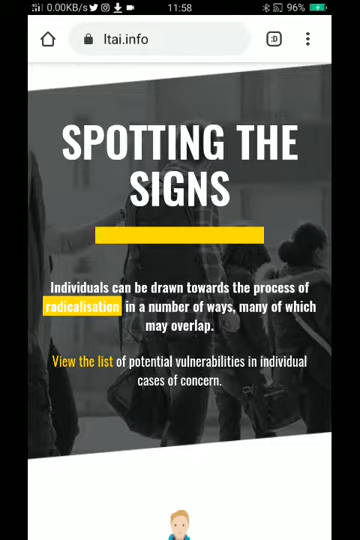 0.00KB/s 11:58 96%
ltai.info :D
SPOTTING THE
SIGNS
Individuals can be drawn towards the process of
radicalisation in a number of ways, many of which
may overlap.
View the list of potential vulnerabilities in individual
cases of concern.